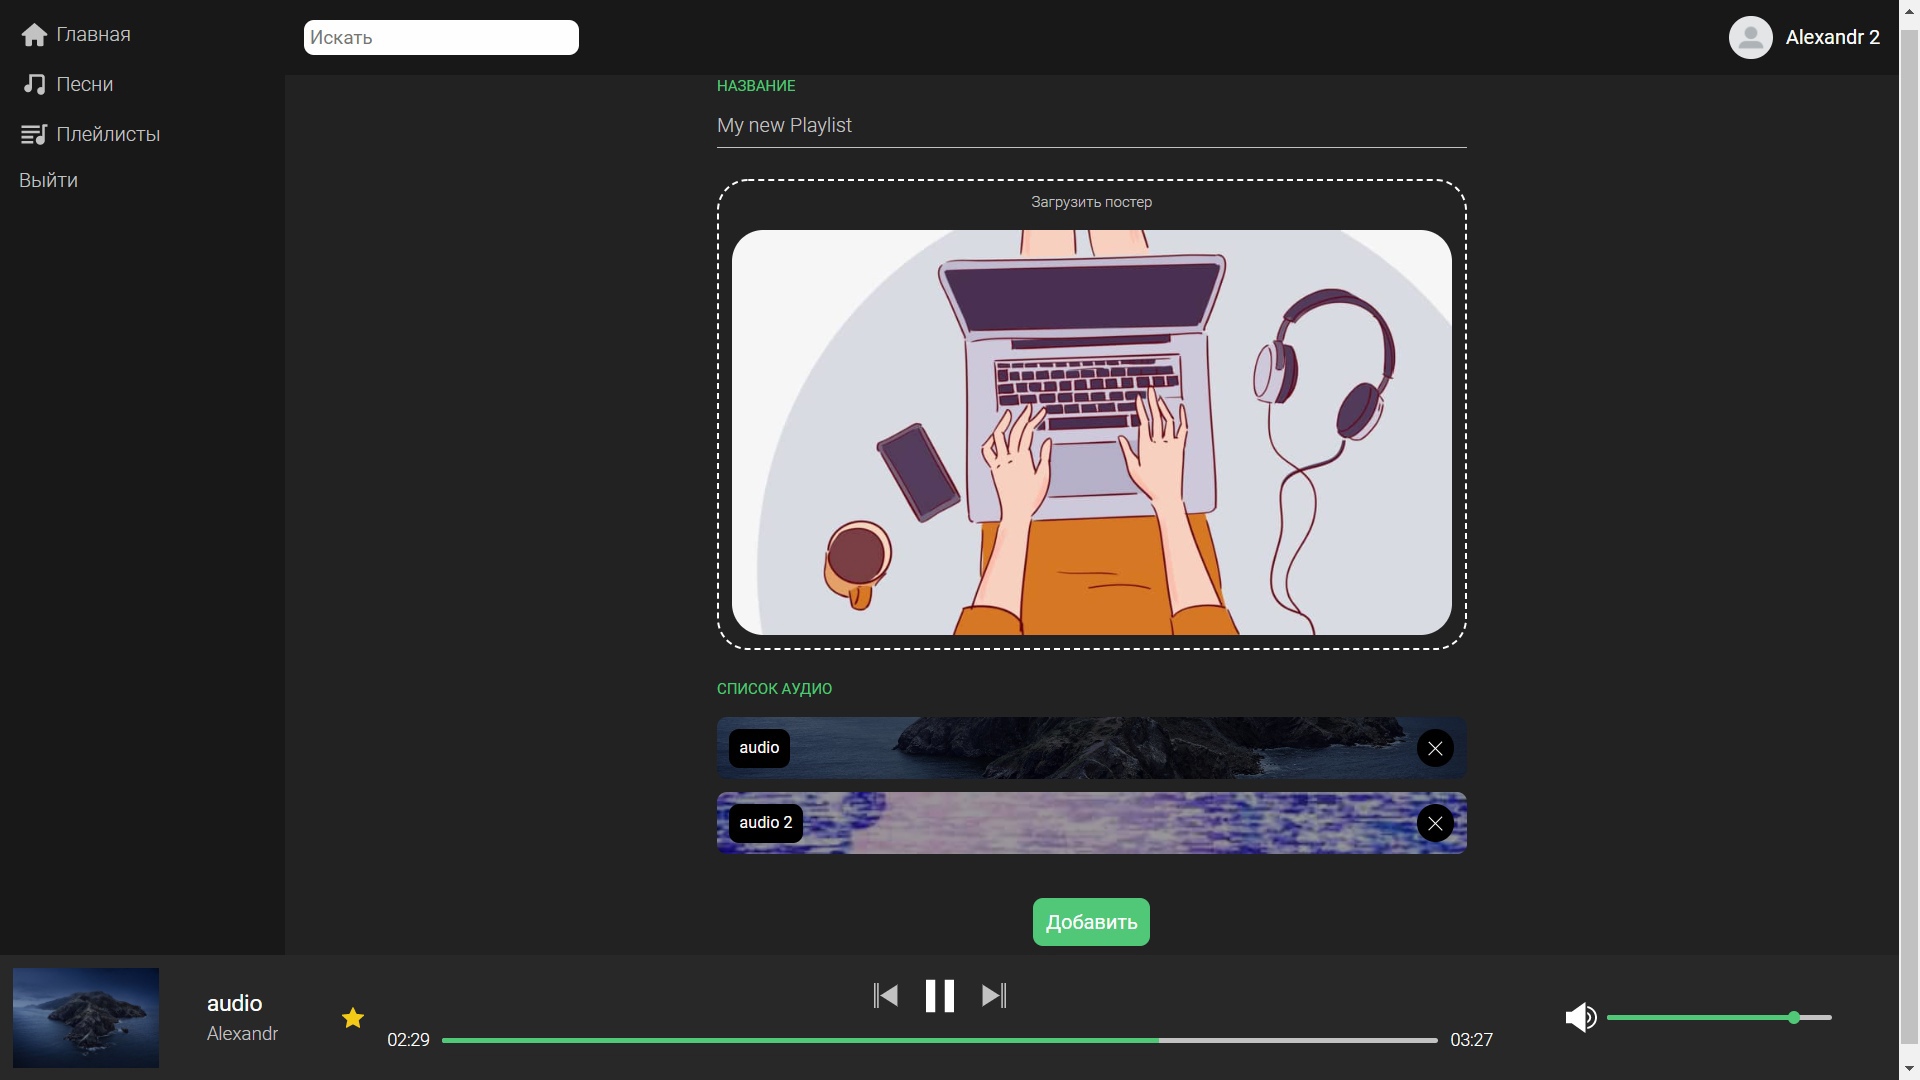 Главная
Песни
Плейлисты
Выйти
Искать
Alexandr 2
НАЗВАНИЕ
My new Playlist
Загрузить постер
СПИСОК АУДИО
audio
audio 2
Добавить
audio
Alexandr
02:29
03:27